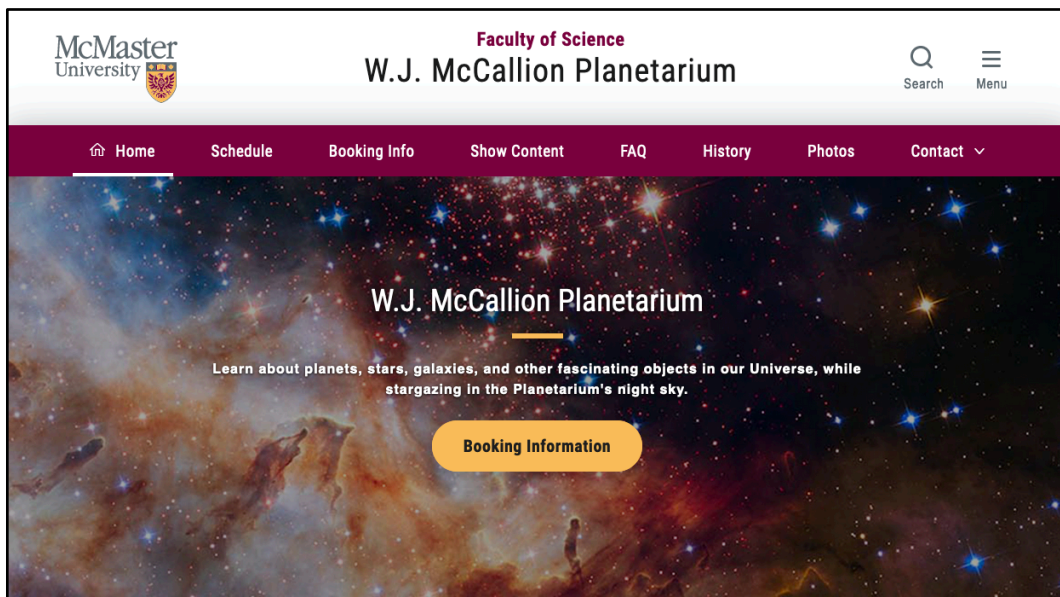 McMaster
University
Faculty of Science
W.J. McCallion Planetarium
Search
Menu
Home Schedule Booking Info Show Content FAQ History Photos Contact
W.J. McCallion Planetarium
Learn about planets, stars, galaxies, and other fascinating objects in our Universe, while
stargazing in the Planetarium's night sky.
Booking Information